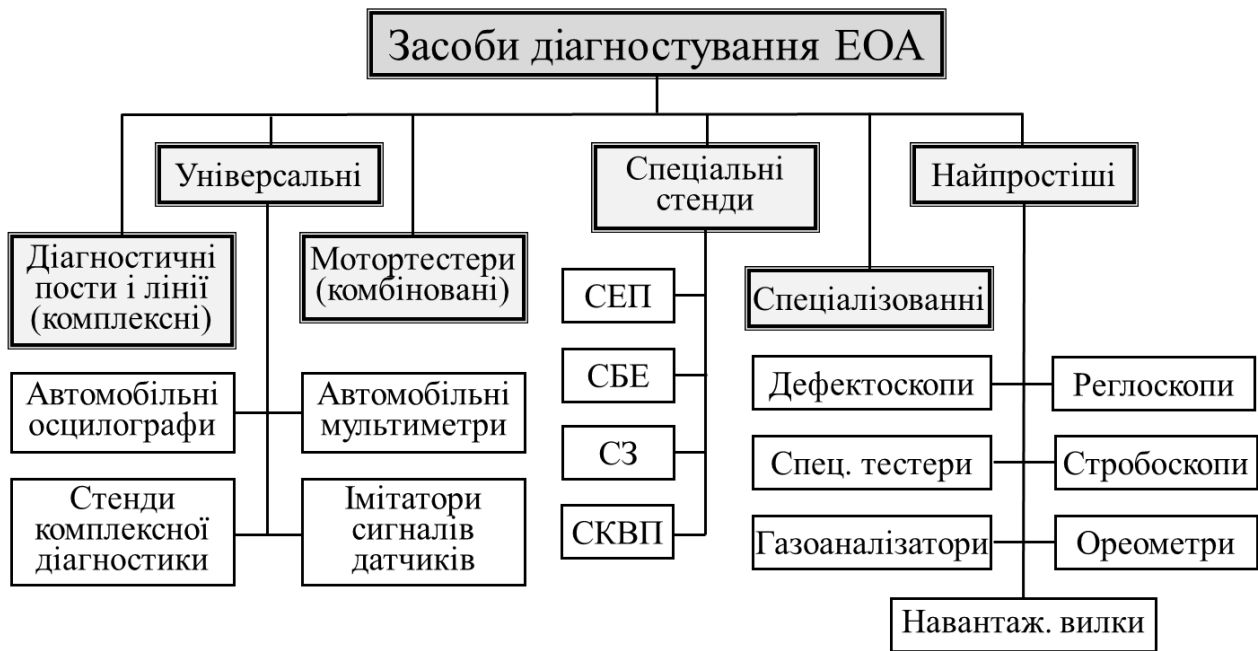 Засоби діагностування ЕОА
Універсальні
Спеціальні
стенди
Найпростіші
Діагностичні
пости і лінії
(комплексні)
Мотортестери
(комбіновані)
Спеціалізованні
СЕП
СБЕ
СЗ
СКВП
Автомобільні
осцилографи
Автомобільні
мультиметри
Стенди
комплексної
діагностики
Імітатори
сигналів
датчиків
Дефектоскопи
Реглоскопи
Спец. тестери
Стробоскопи
Газоаналізатори
Ореометри
Навантаж. вилки